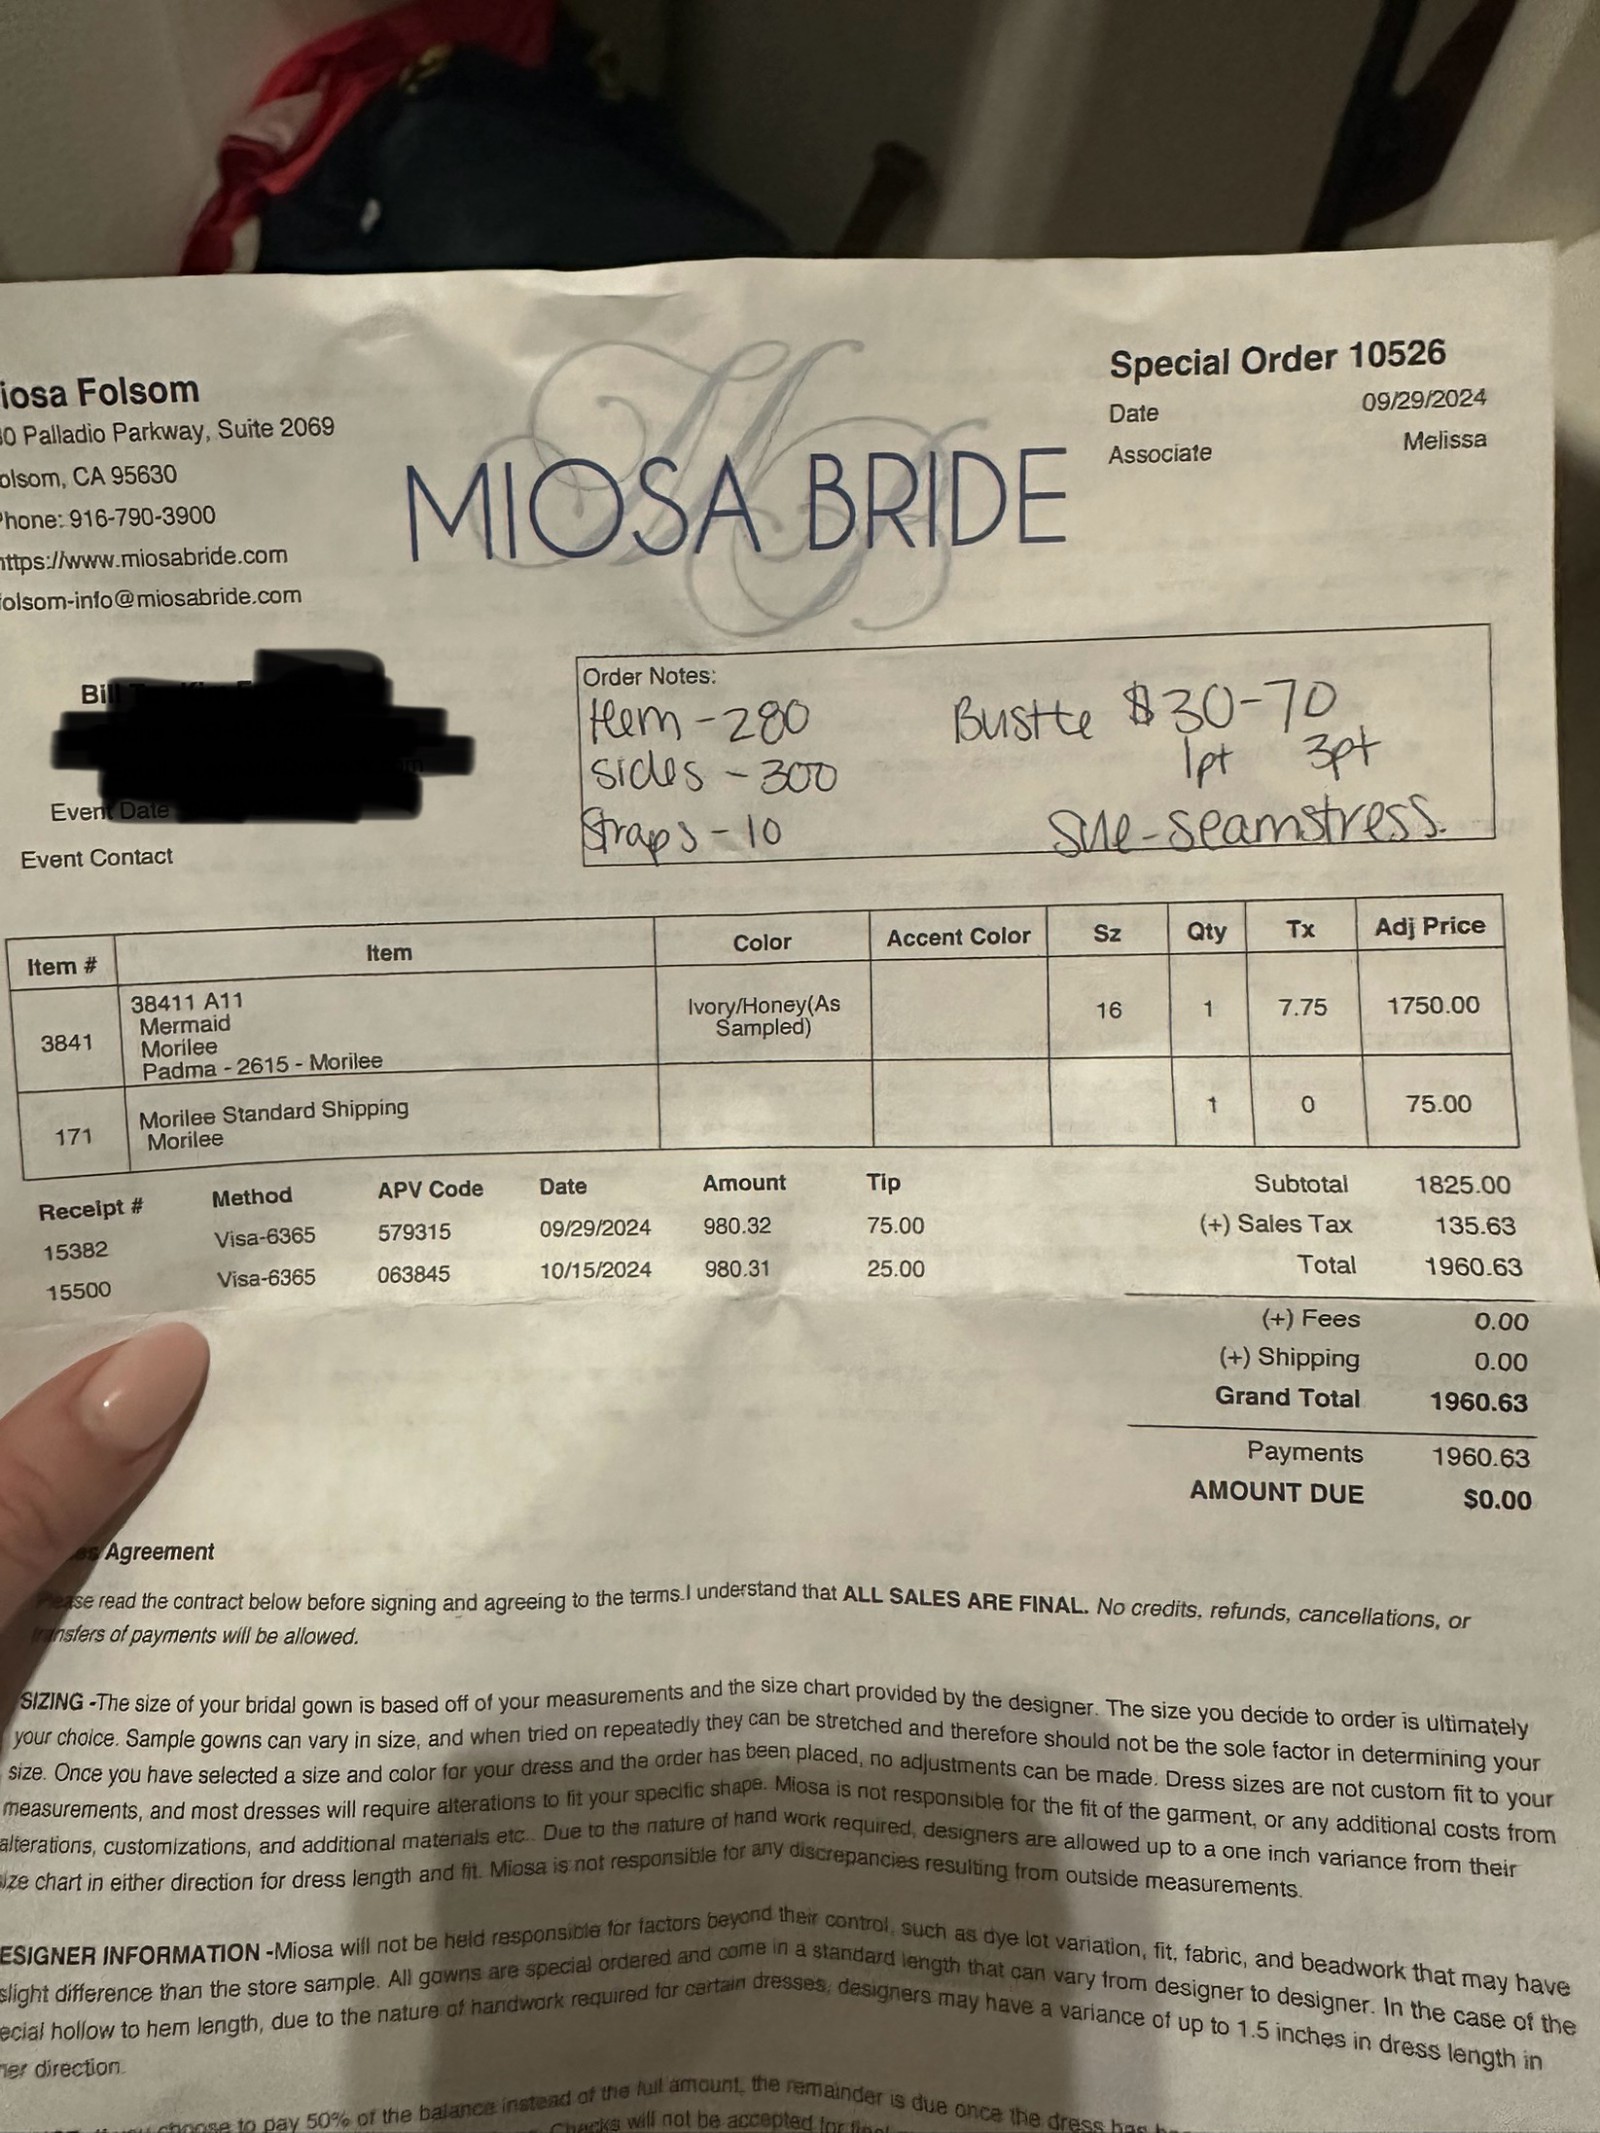 iosa Folsom
0 Palladio Parkway, Suite 2069
olsom, CA 95630
Phone: 916-790-3900
https://www.miosabride.com
folsom-info@miosabride.com
MIOSA BRIDE
Special Order 10526
Date 09/29/2024
Associate Melissa
Bill
Event Date
Event Contact
Order Notes:
Hem - 280
sides - 300
Straps - 10
Bustte $30-70
1pt 3pt
Sue-seamstress.
Item # Item Color Accent Color Sz Qty Tx Adj Price
3841
38411 A11
Mermaid
Morilee
Padma - 2615 - Morilee
Ivory/Honey(As
Sampled)
16 1 7.75 1750.00
171
Morilee Standard Shipping
Morilee
1 0 75.00
Receipt # Method APV Code Date Amount Tip
15382 Visa-6365 579315 09/29/2024 980.32 75.00
15500 Visa-6365 063845 10/15/2024 980.31 25.00
Subtotal 1825.00
(+) Sales Tax 135.63
Total 1960.63
(+) Fees 0.00
(+) Shipping 0.00
Grand Total 1960.63
Payments 1960.63
AMOUNT DUE $0.00
es Agreement
Please read the contract below before signing and agreeing to the terms.I understand that ALL SALES ARE FINAL. No credits, refunds, cancellations, or
transfers of payments will be allowed.
SIZING -The size of your bridal gown is based off of your measurements and the size chart provided by the designer. The size you decide to order is ultimately
your choice. Sample gowns can vary in size, and when tried on repeatedly they can be stretched and therefore should not be the sole factor in determining your
size. Once you have selected a size and color for your dress and the order has been placed, no adjustments can be made. Dress sizes are not custom fit to your
measurements, and most dresses will require alterations to fit your specific shape. Miosa is not responsible for the fit of the garment, or any additional costs from
alterations, customizations, and additional materials etc.. Due to the nature of hand work required, designers are allowed up to a one inch variance from their
size chart in either direction for dress length and fit. Miosa is not responsible for any discrepancies resulting from outside measurements.
ESIGNER INFORMATION -Miosa will not be held responsible for factors beyond their control, such as dye lot variation, fit, fabric, and beadwork that may have
slight difference than the store sample. All gowns are special ordered and come in a standard length that can vary from designer to designer. In the case of the
ecial hollow to hem length, due to the nature of handwork required for certain dresses, designers may have a variance of up to 1.5 inches in dress length in
her direction.
choose to pay 50% of the balance instead of the full amount, the remainder is due once the dress has
Checks will not be accepted for final